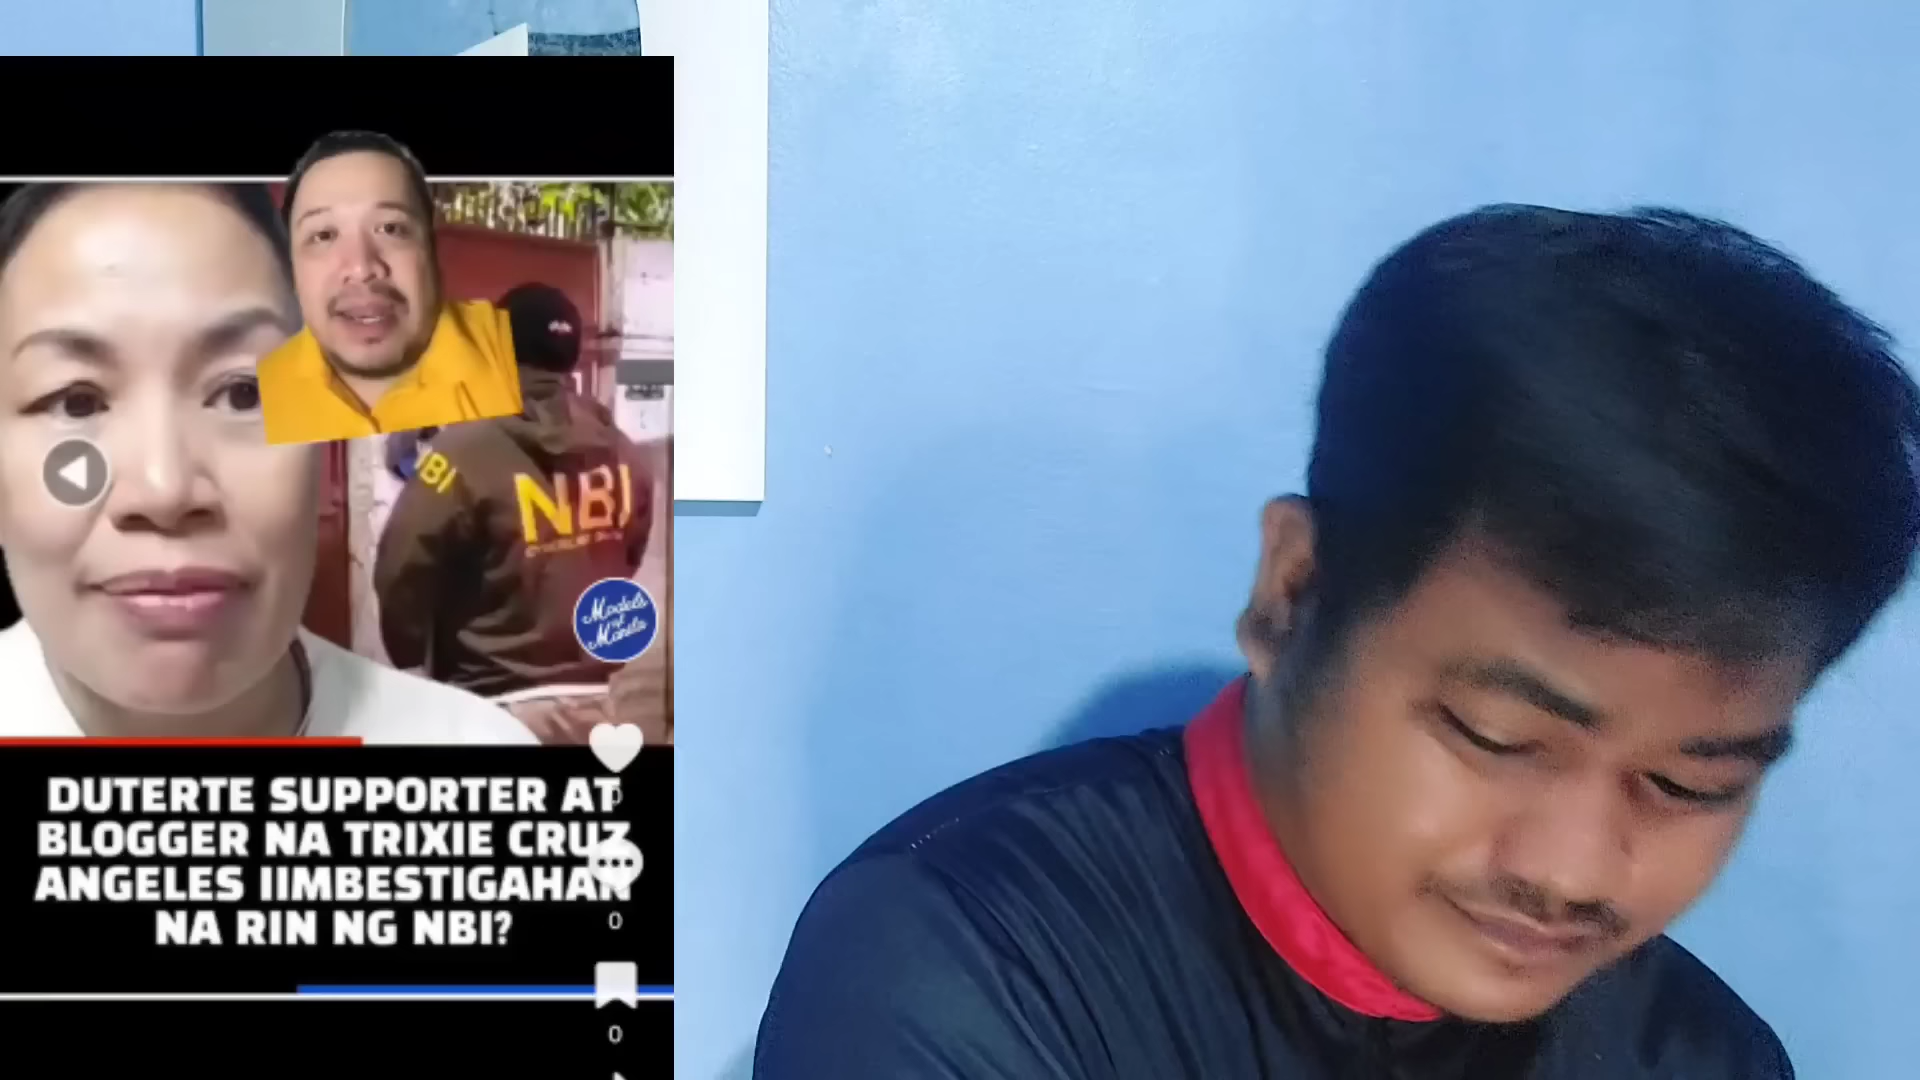 NBI
NBI
Models
of
Manila
DUTERTE SUPPORTER AT
BLOGGER NA TRIXIE CRUZ
ANGELES IIMBESTIGAHAN
NA RIN NG NBI?
0
0
0